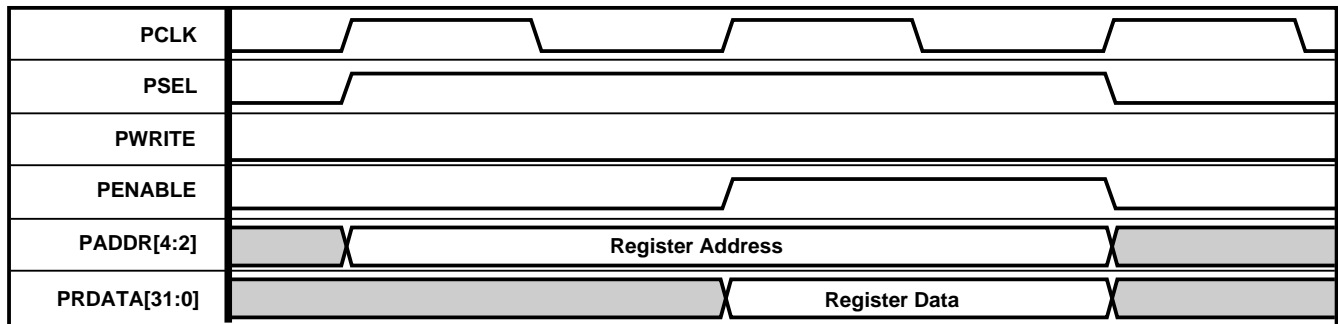 PCLK
PSEL
PWRITE
PENABLE
PADDR[4:2] Register Address
PRDATA[31:0] Register Data